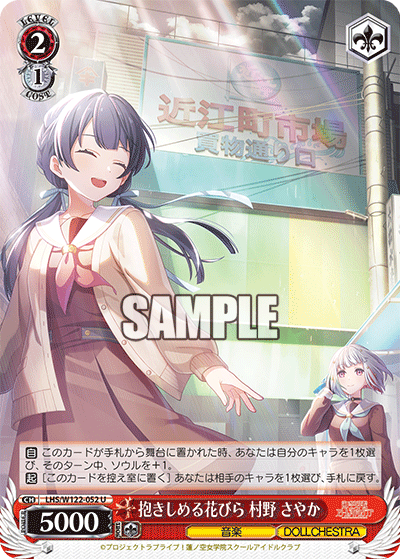 LEVEL
2
1
COST
近江町市場
買物通り口
SAMPLE
自 このカードが手札から舞台に置かれた時、あなたは自分のキャラを1枚選
び、そのターン中、ソウルを+1。
起 [このカードを控え室に置く] あなたは相手のキャラを1枚選び、手札に戻す。
CH
LHS/W122-052 U
5000
抱きしめる花びら 村野 さやか
音楽
DOLLCHESTRA
©プロジェクトラブライブ!蓮ノ空女学院スクールアイドルクラブ